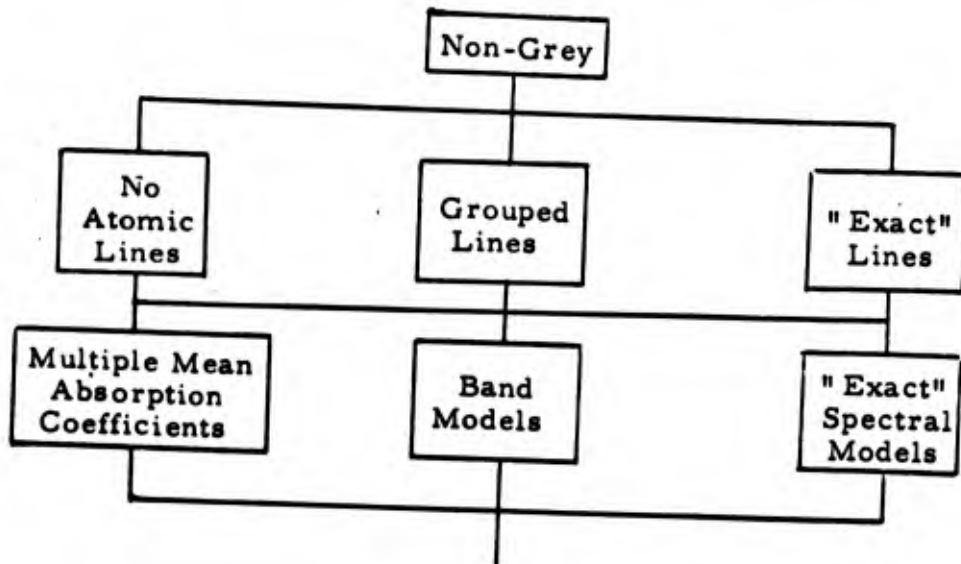 Non-Grey
No
Atomic
Lines
Grouped
Lines
"Exact"
Lines
Multiple Mean
Absorption
Coefficients
Band
Models
"Exact"
Spectral
Models